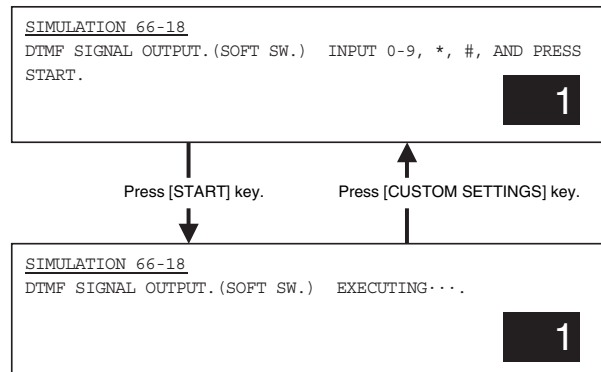 SIMULATION 66-18
DTMF SIGNAL OUTPUT.(SOFT SW.) INPUT 0-9, *, #, AND PRESS
START.
1
Press [START] key. Press [CUSTOM SETTINGS] key.
SIMULATION 66-18
DTMF SIGNAL OUTPUT.(SOFT SW.) EXECUTING···.
1